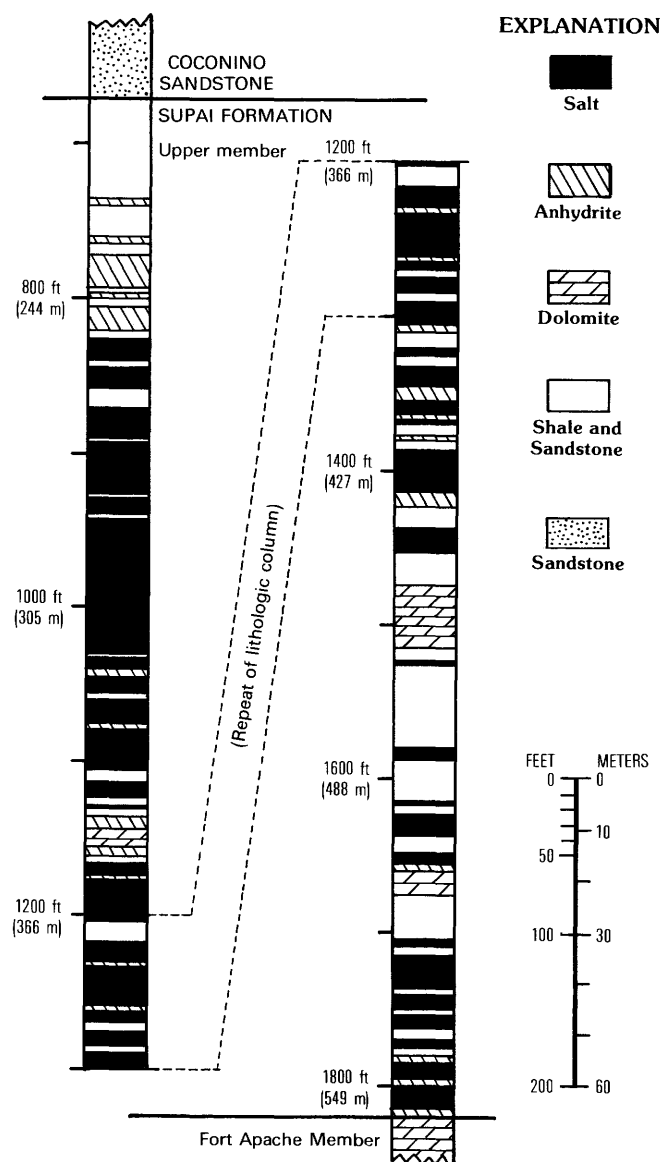 COCONINO
SANDSTONE
SUPAI FORMATION
Upper member
800 ft
(244 m)
1000 ft
(305 m)
1200 ft
(366 m)
(Repeat of lithologic column)
1200 ft
(366 m)
1400 ft
(427 m)
1600 ft
(488 m)
1800 ft
(549 m)
Fort Apache Member
EXPLANATION
Salt
Anhydrite
Dolomite
Shale and
Sandstone
Sandstone
FEET METERS
0 0
10
50
100 30
200 60